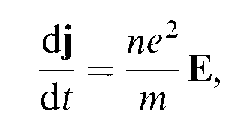 dj/dt = ne²/m E,